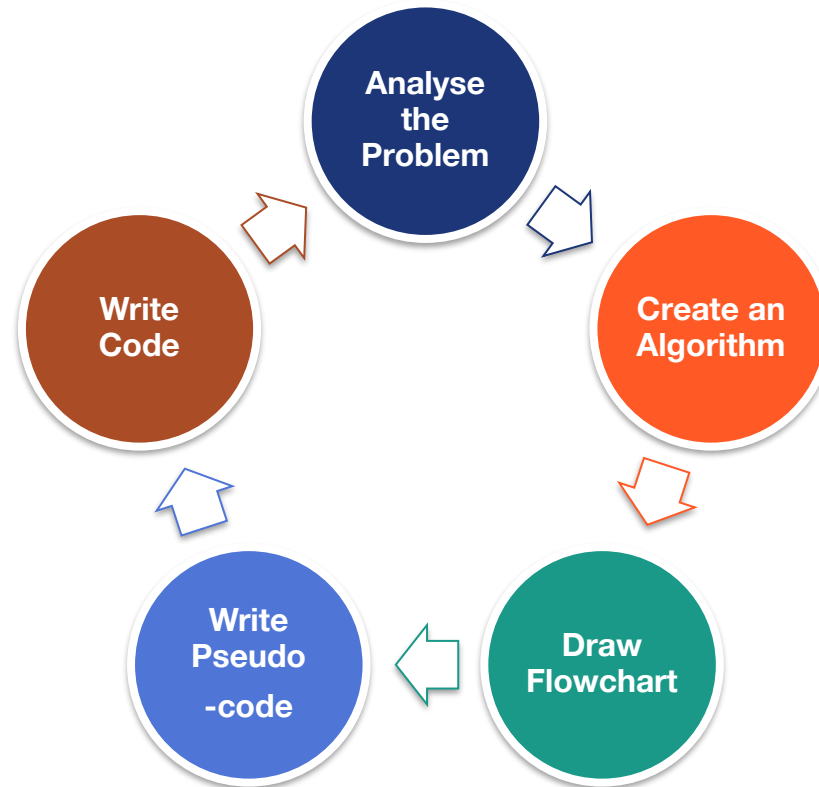 Analyse
the
Problem
Create an
Algorithm
Draw
Flowchart
Write
Pseudo
-code
Write
Code